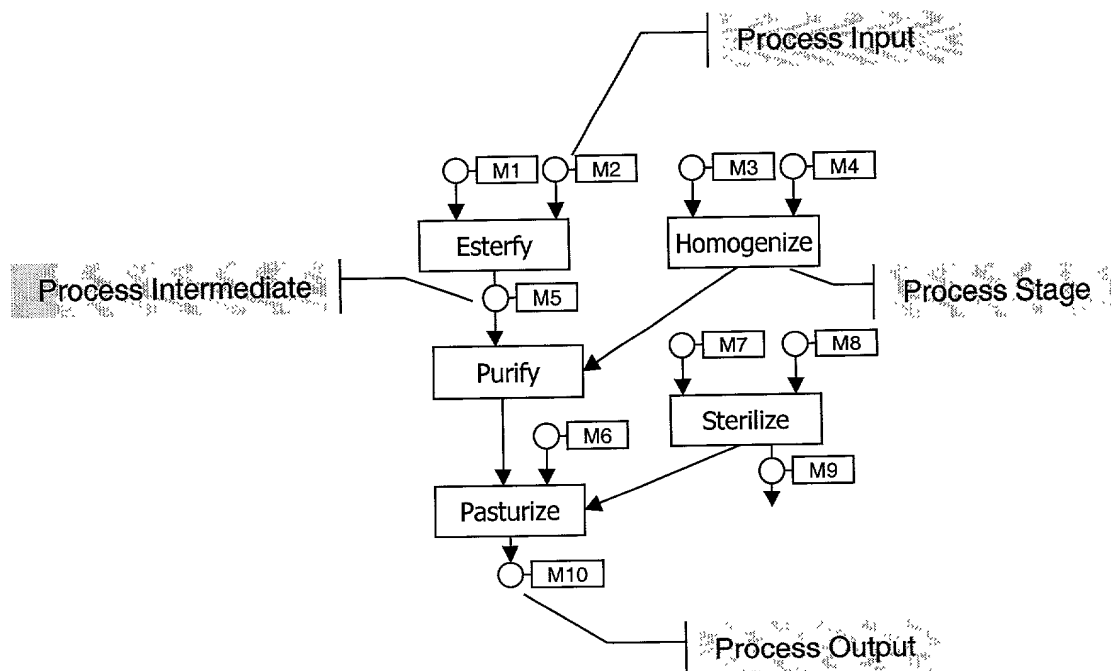 Process Input
M1
M2
M3
M4
Esterfy
Homogenize
Process Intermediate
M5
Process Stage
M7
M8
Purify
Sterilize
M6
M9
Pasturize
M10
Process Output